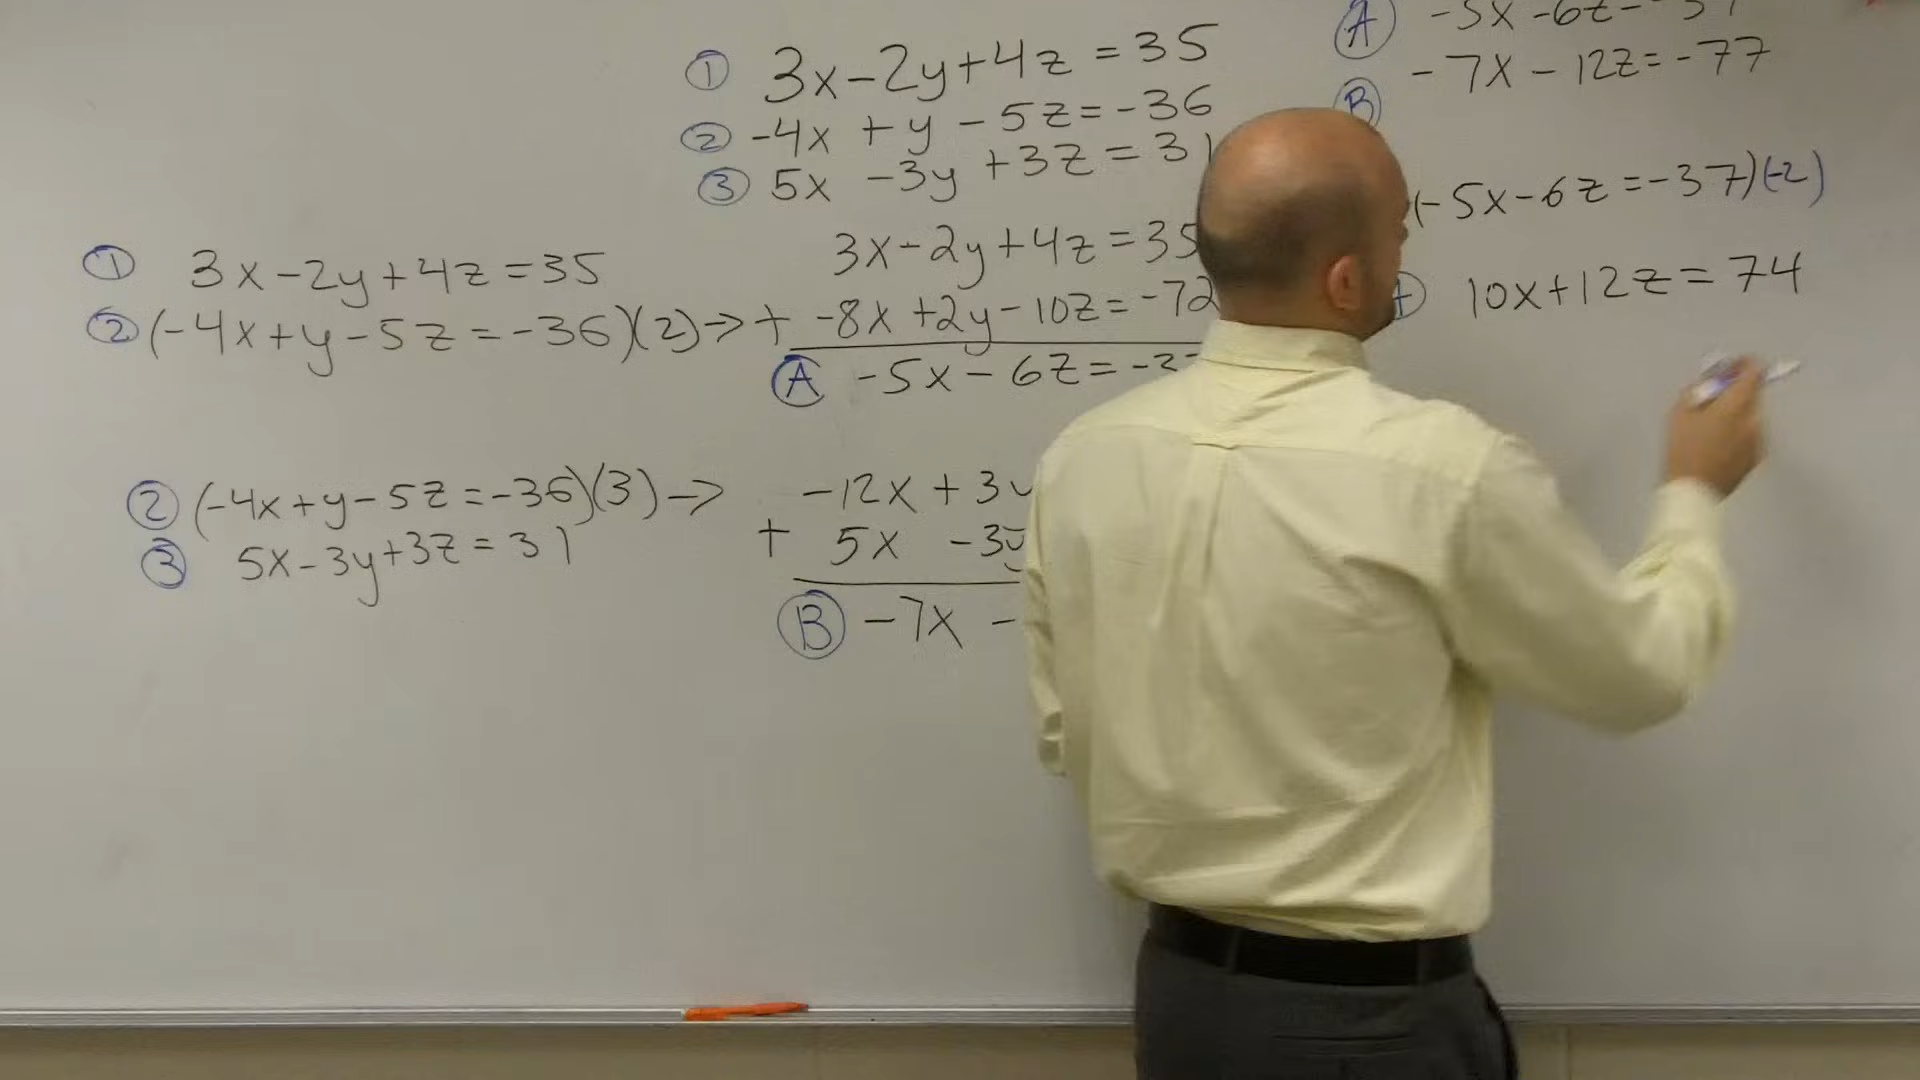 ① 3x-2y+4z=35
② -4x+y-5z=-36
③ 5x-3y+3z=31
① 3x-2y+4z=35
② (-4x+y-5z=-36)(2)→
3x-2y+4z=35
+ -8x+2y-10z=-72
Ⓐ -5x-6z=-3
② (-4x+y-5z=-36)(3)→
③ 5x-3y+3z=31
-12x+3y
+ 5x -3y
Ⓑ -7x -
Ⓐ -5x-6z=-37
Ⓑ -7x-12z=-77
(-5x-6z=-37)(-2)
10x+12z=74